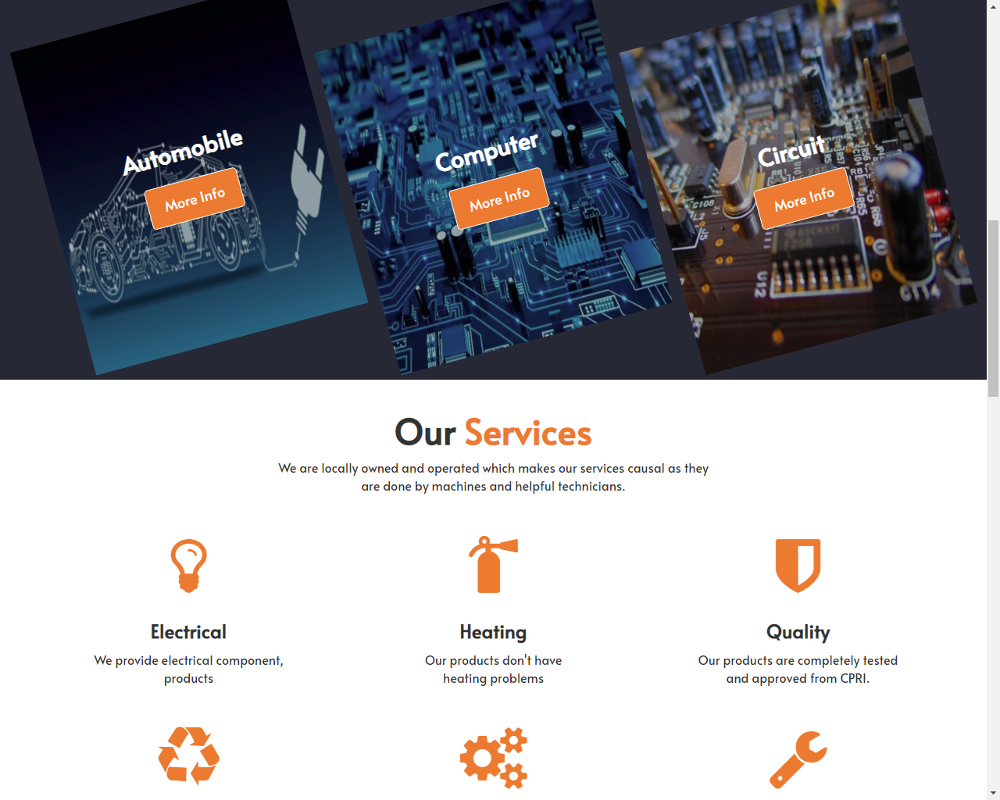 Automobile
More Info
Computer
More Info
Circuit
More Info
Our Services
We are locally owned and operated which makes our services causal as they
are done by machines and helpful technicians.
Electrical
We provide electrical component,
products
Heating
Our products don't have
heating problems
Quality
Our products are completely tested
and approved from CPRI.